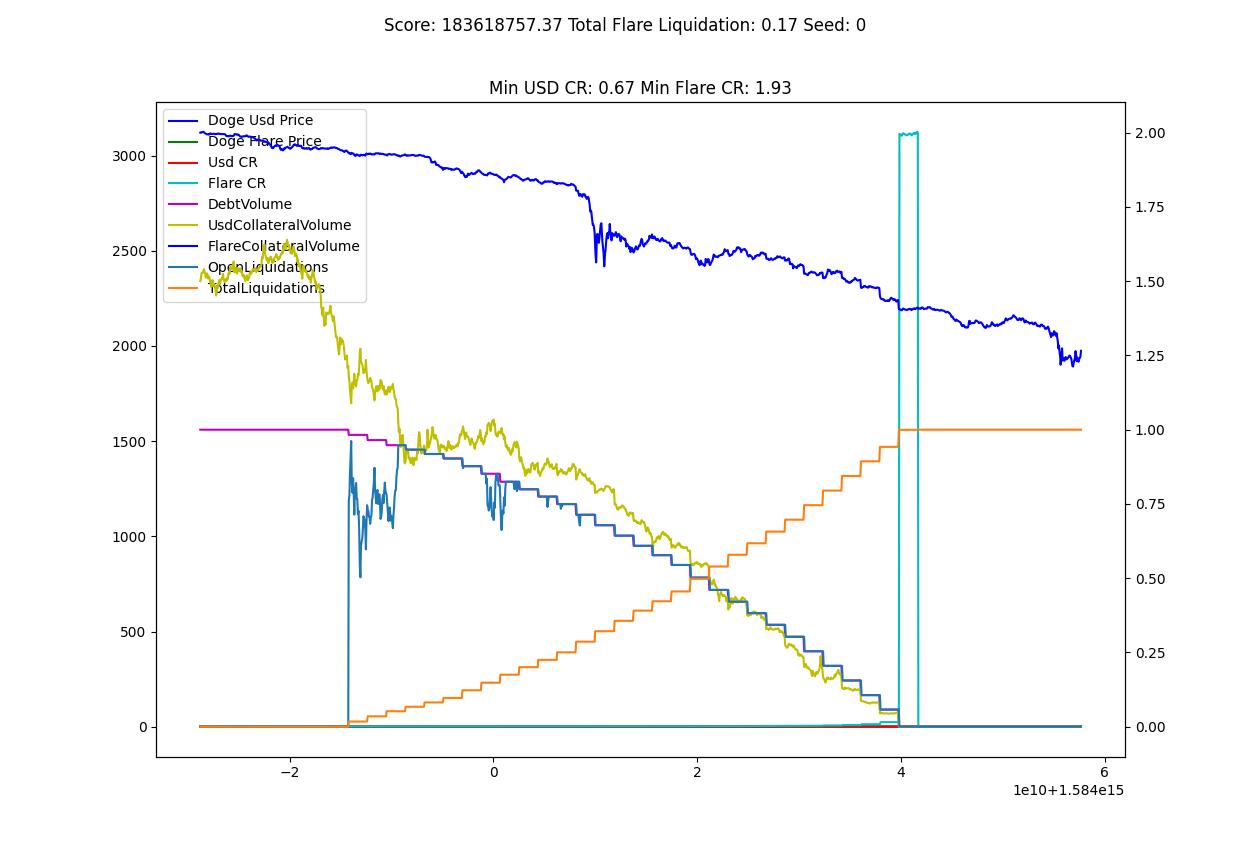 Score: 183618757.37 Total Flare Liquidation: 0.17 Seed: 0
Min USD CR: 0.67 Min Flare CR: 1.93
Doge Usd Price
Doge Flare Price
Usd CR
Flare CR
DebtVolume
UsdCollateralVolume
FlareCollateralVolume
OpenLiquidations
TotalLiquidations
3000
2500
2000
1500
1000
500
0
2.00
1.75
1.50
1.25
1.00
0.75
0.50
0.25
0.00
−2
0
2
4
6
1e10+1.584e15